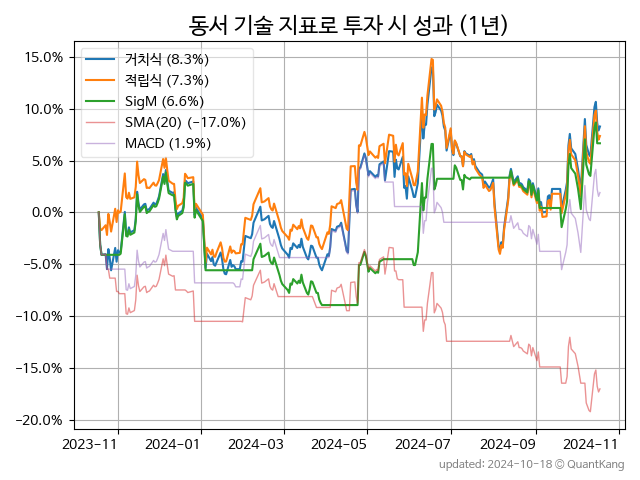 동서 기술 지표로 투자 시 성과 (1년)
15.0%
10.0%
5.0%
0.0%
−5.0%
−10.0%
−15.0%
−20.0%
거치식 (8.3%)
적립식 (7.3%)
SigM (6.6%)
SMA(20) (−17.0%)
MACD (1.9%)
2023-11
2024-01
2024-03
2024-05
2024-07
2024-09
2024-11
updated: 2024-10-18 © QuantKang